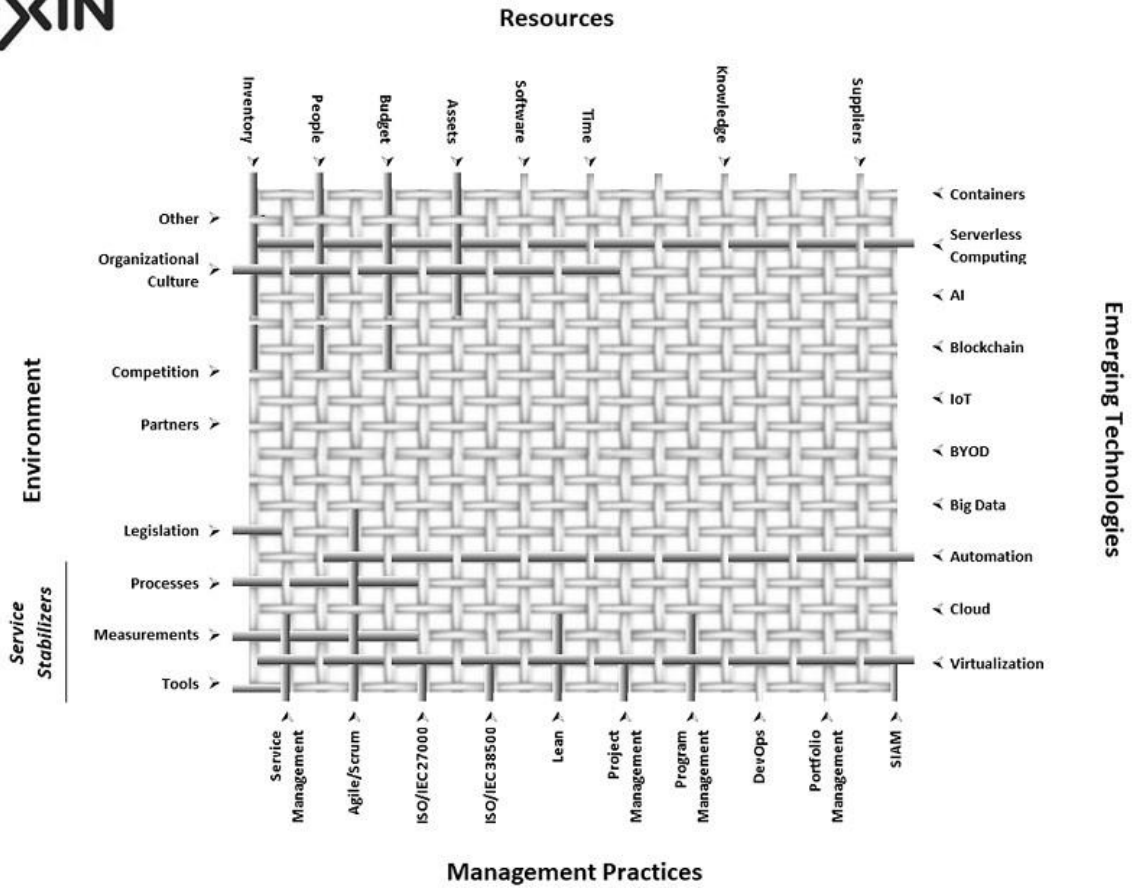 XIN
Resources
Inventory
People
Budget
Assets
Software
Time
Knowledge
Suppliers
Other
Organizational
Culture
Competition
Partners
Legislation
Processes
Measurements
Tools
Environment
Service
Stabilizers
Containers
Serverless
Computing
AI
Blockchain
IoT
BYOD
Big Data
Automation
Cloud
Virtualization
Emerging Technologies
Service
Management
Agile/Scrum
ISO/IEC27000
ISO/IEC38500
Lean
Project
Management
Program
Management
DevOps
Portfolio
Management
SIAM
Management Practices